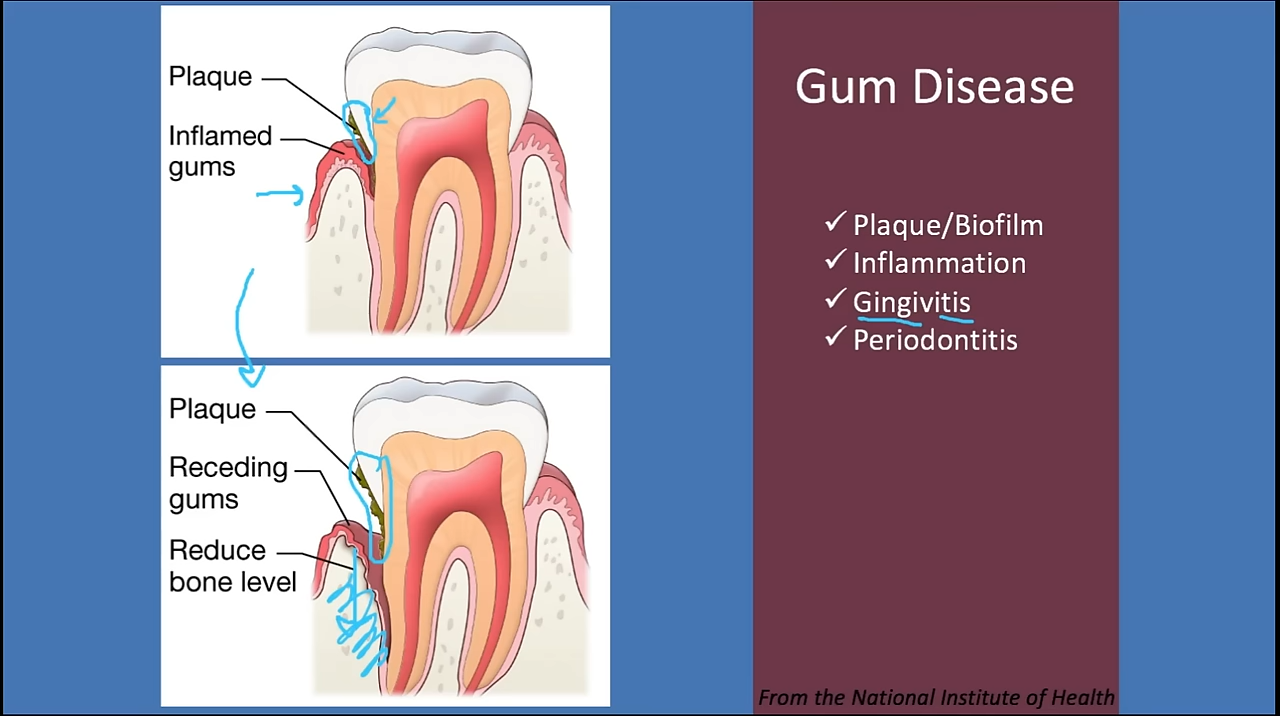 Plaque
Inflamed
gums
Plaque
Receding
gums
Reduce
bone level
Gum Disease
✓ Plaque/Biofilm
✓ Inflammation
✓ Gingivitis
✓ Periodontitis
From the National Institute of Health